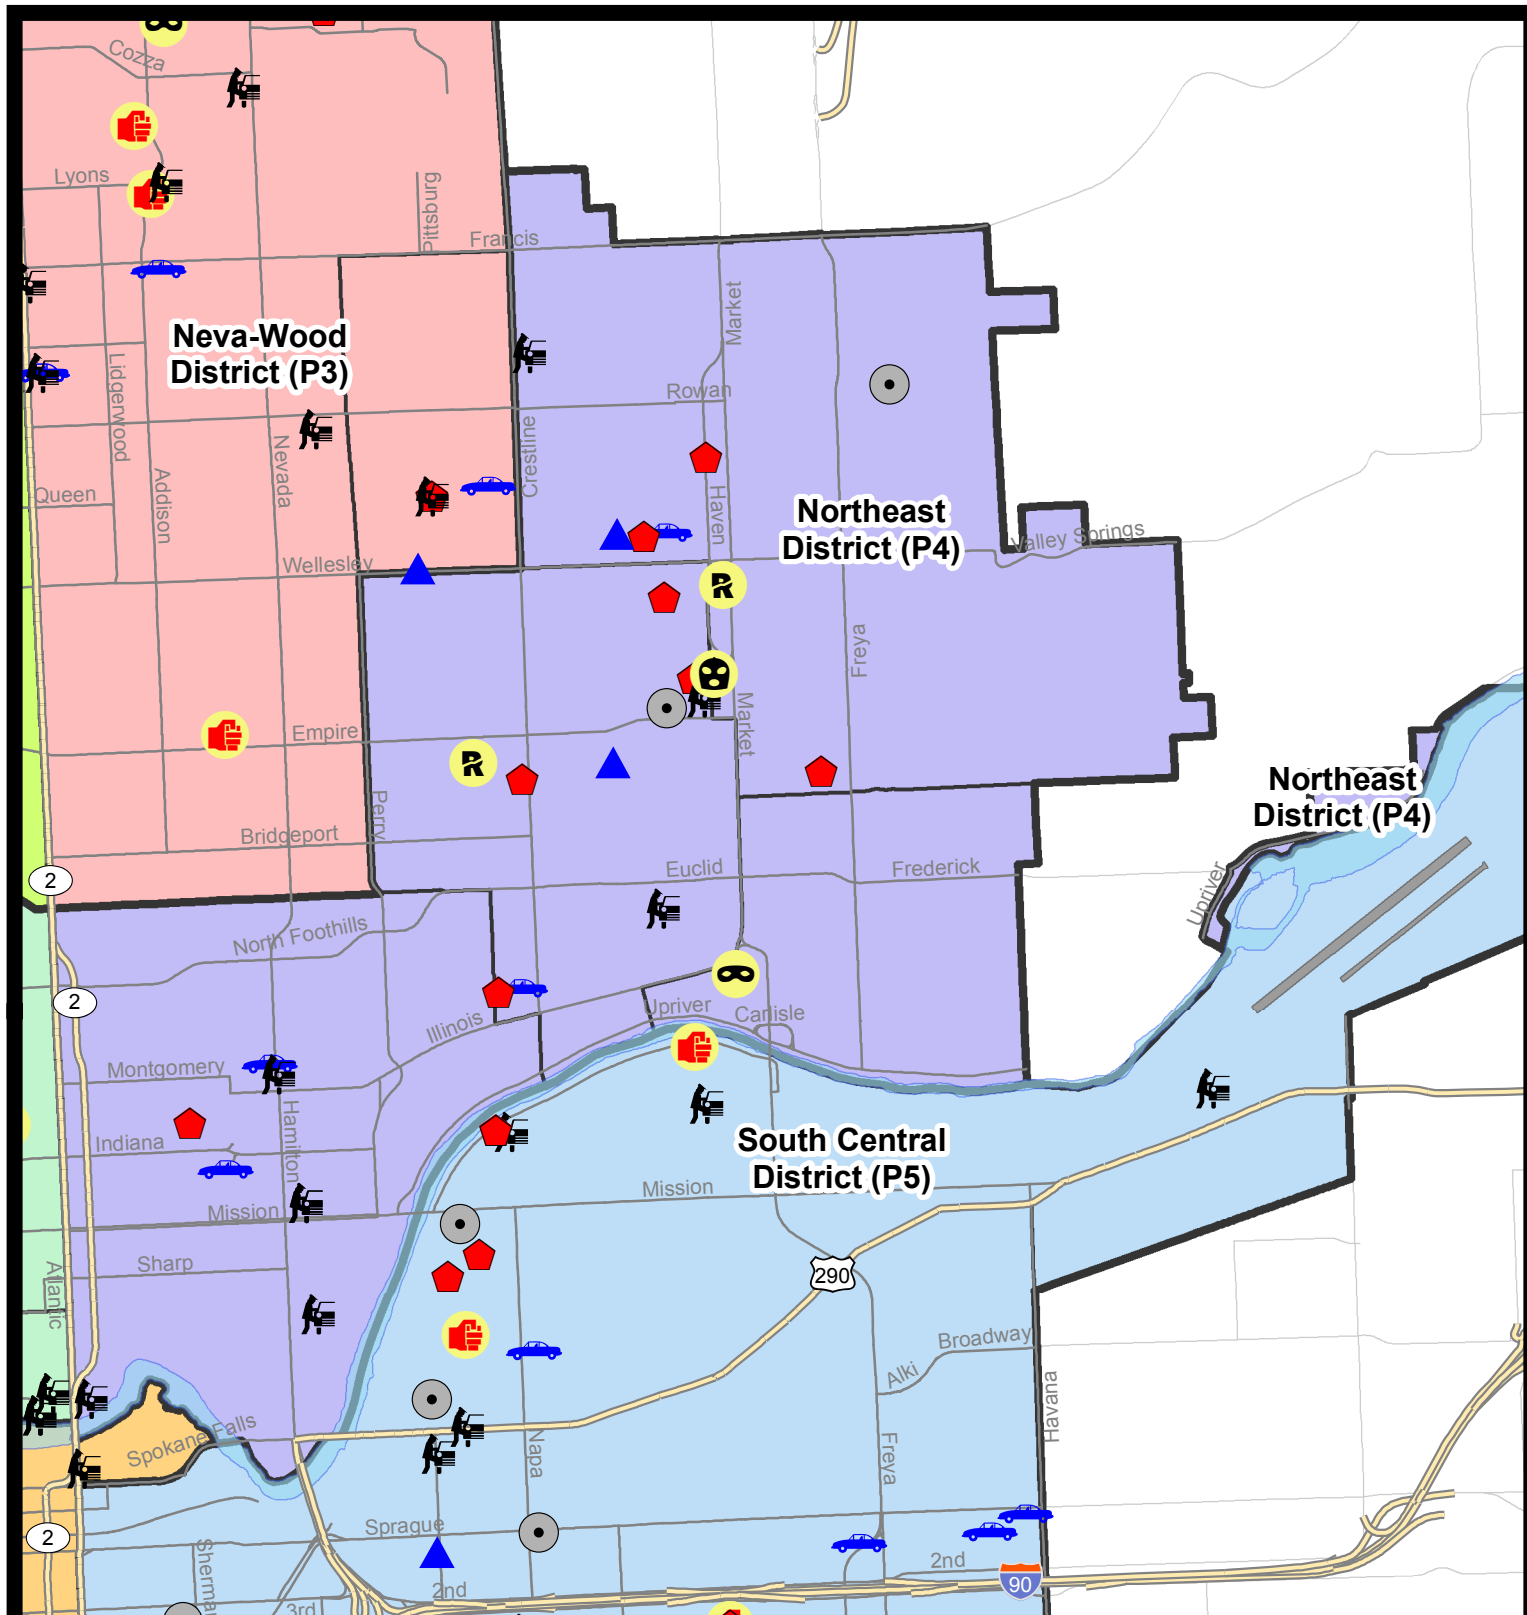 Cozza
Lyons
Pittsburg
Francis
Market
Neva-Wood
District (P3)
Lidgerwood
Rowan
Crestline
Nevada
Addison
Queen
Haven
Northeast
District (P4)
Valley Springs
Wellesley
Freya
Market
Empire
Perry
Northeast
District (P4)
Bridgeport
Euclid
Frederick
2
Upriver
North Foothills
2
Illinois
Upriver
Carlisle
Montgomery
Hamilton
Indiana
South Central
District (P5)
Mission
Mission
Sharp
Atlantic
290
Broadway
Alki
Havana
Spokane Falls
Napa
Freya
2
Sprague
Sherma
2nd
2nd
90
3rd